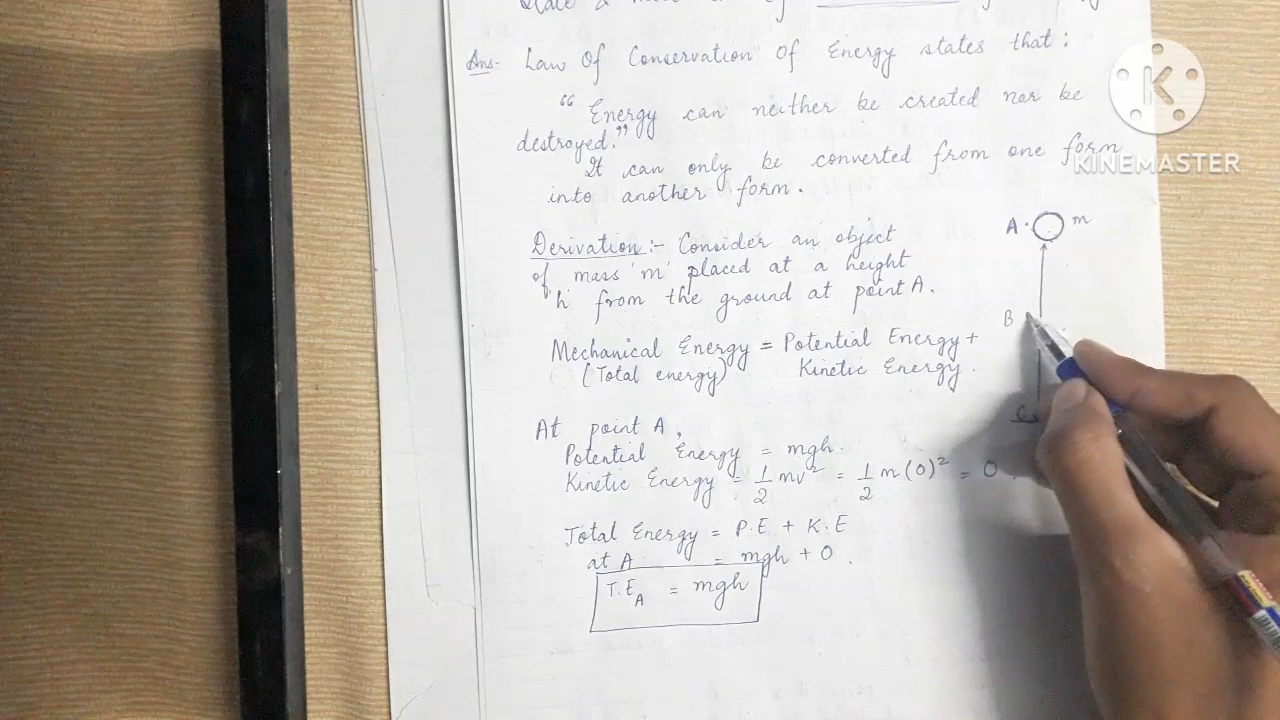 Ans- Law Of Conservation Of Energy states that :
“ Energy can neither be created nor be
destroyed.”
It can only be converted from one form
into another form.
Derivation :- Consider an object
of mass 'm' placed at a height
'h' from the ground at point A.
Mechanical Energy = Potential Energy +
(Total energy) Kinetic Energy.
At point A,
Potential Energy = mgh.
Kinetic Energy = 1/2 mv² = 1/2 m(0)² = 0.
Total Energy = P.E + K.E
at A = mgh + 0.
T.E_A = mgh
A. m
B
K
KINEMASTER